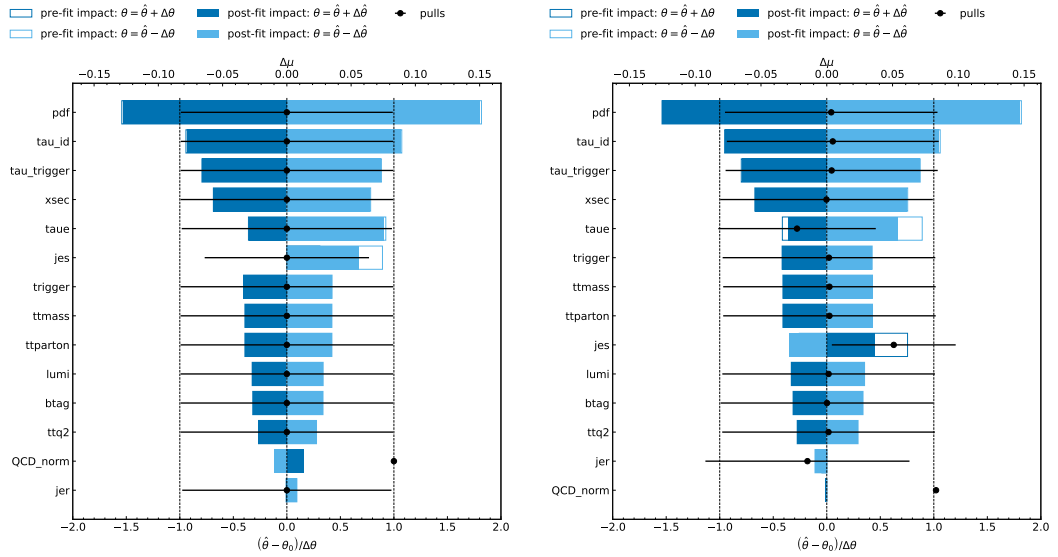 pre-fit impact: θ = θ̂ + Δθ
post-fit impact: θ = θ̂ + Δθ̂
pulls
pre-fit impact: θ = θ̂ − Δθ
post-fit impact: θ = θ̂ − Δθ̂
Δμ
−0.15 −0.10 −0.05 0.00 0.05 0.10 0.15
pdf
tau_id
tau_trigger
xsec
taue
jes
trigger
ttmass
ttparton
lumi
btag
ttq2
QCD_norm
jer
−2.0 −1.5 −1.0 −0.5 0.0 0.5 1.0 1.5 2.0
(θ̂ − θ₀)/Δθ
pre-fit impact: θ = θ̂ + Δθ
post-fit impact: θ = θ̂ + Δθ̂
pulls
pre-fit impact: θ = θ̂ − Δθ
post-fit impact: θ = θ̂ − Δθ̂
Δμ
−0.15 −0.10 −0.05 0.00 0.05 0.10 0.15
pdf
tau_id
tau_trigger
xsec
taue
trigger
ttmass
ttparton
jes
lumi
btag
ttq2
jer
QCD_norm
−2.0 −1.5 −1.0 −0.5 0.0 0.5 1.0 1.5 2.0
(θ̂ − θ₀)/Δθ